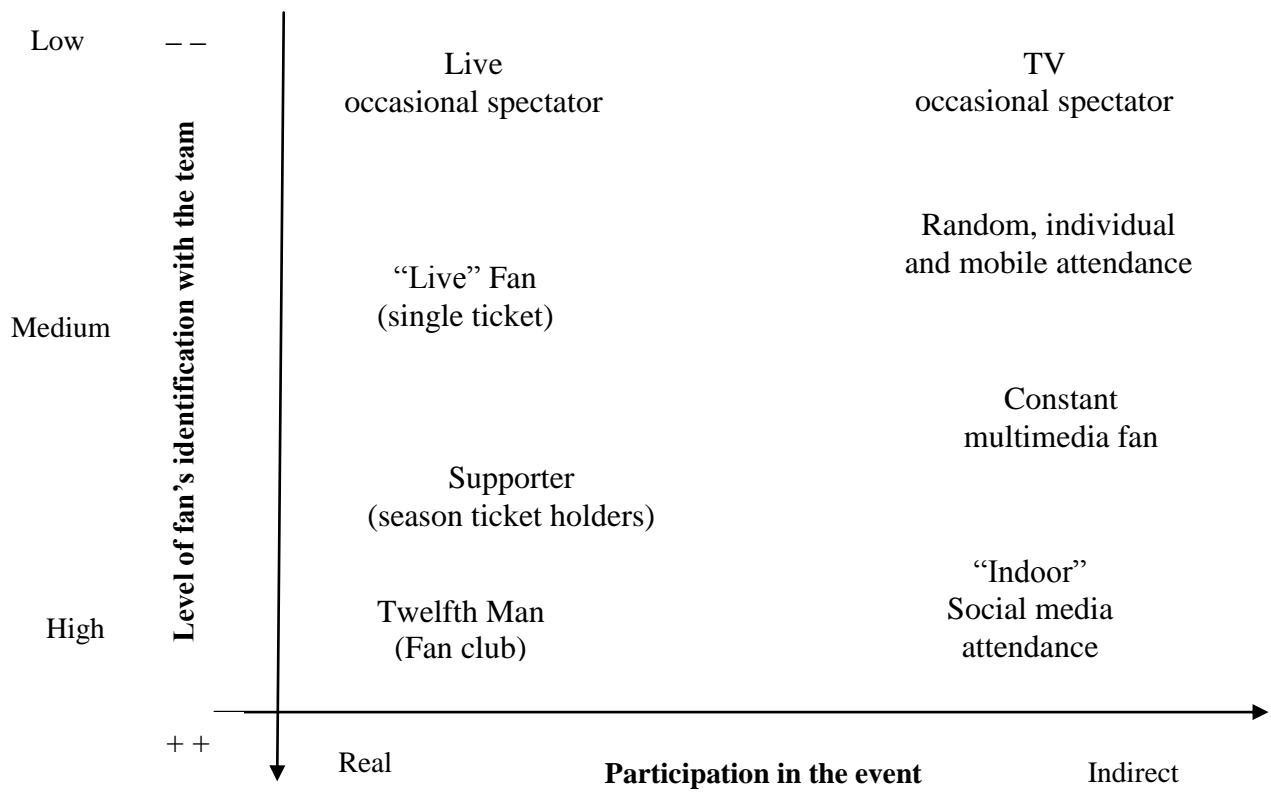 Low
– –
Live
occasional spectator
TV
occasional spectator
Level of fan’s identification with the team
Random, individual
and mobile attendance
“Live” Fan
(single ticket)
Medium
Constant
multimedia fan
Supporter
(season ticket holders)
“Indoor”
Social media
attendance
High
Twelfth Man
(Fan club)
+ +
Real
Participation in the event
Indirect